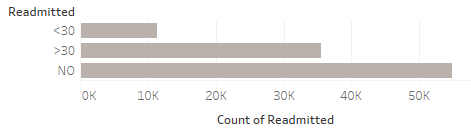 Readmitted
<30
>30
NO
0K 10K 20K 30K 40K 50K
Count of Readmitted